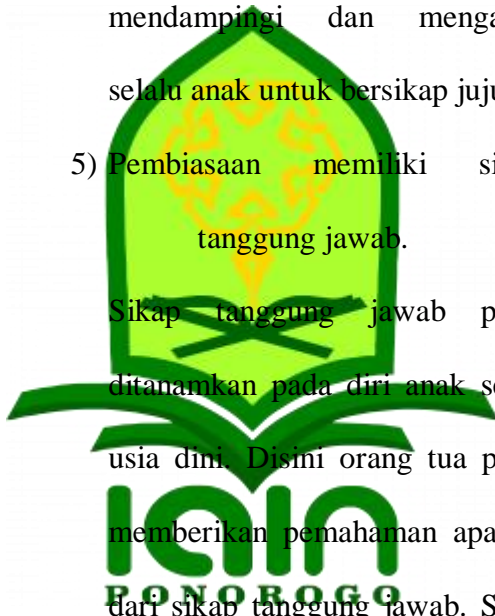 mendampingi dan menga
selalu anak untuk bersikap juju
5) Pembiasaan memiliki si
tanggung jawab.
Sikap tanggung jawab p
ditanamkan pada diri anak se
usia dini. Disini orang tua p
memberikan pemahaman apa
iain
PONOROGO
dari sikap tanggung jawab. S